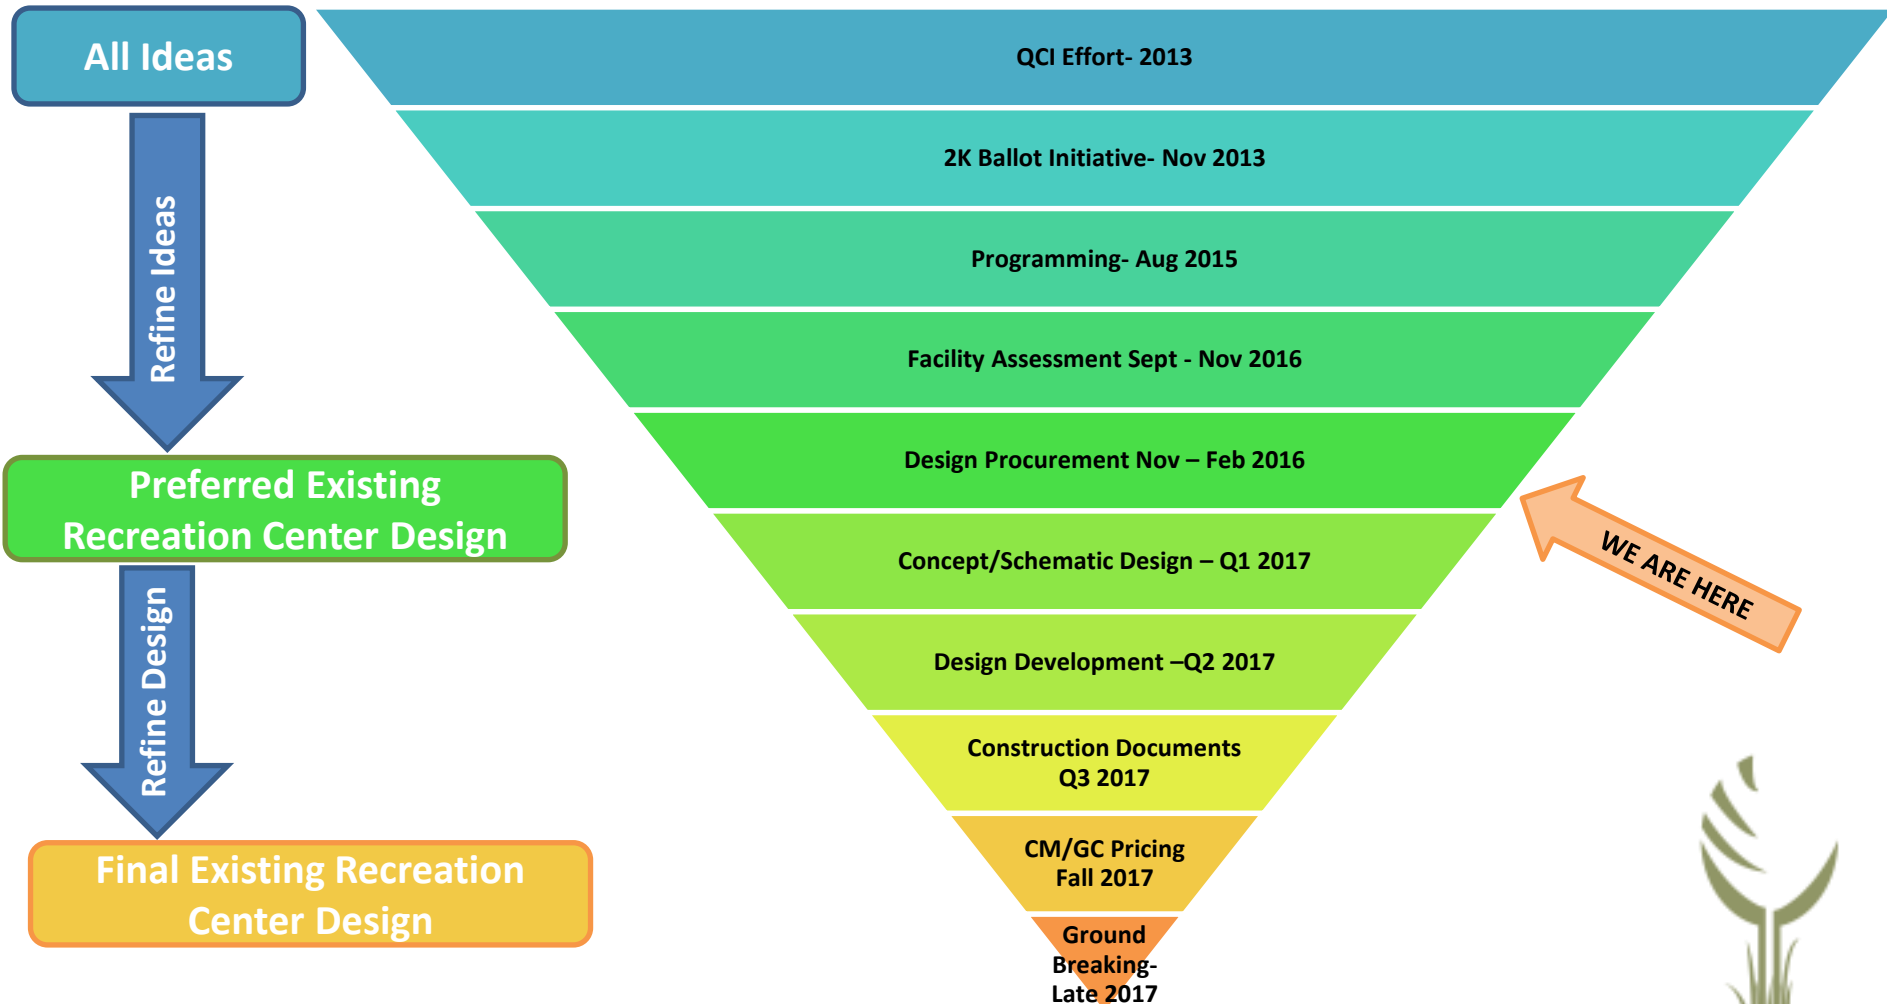 All Ideas
Refine Ideas
Preferred Existing
Recreation Center Design
Refine Design
Final Existing Recreation
Center Design
QCI Effort- 2013
2K Ballot Initiative- Nov 2013
Programming- Aug 2015
Facility Assessment Sept - Nov 2016
Design Procurement Nov – Feb 2016
Concept/Schematic Design – Q1 2017
Design Development –Q2 2017
Construction Documents
Q3 2017
CM/GC Pricing
Fall 2017
Ground
Breaking-
Late 2017
WE ARE HERE